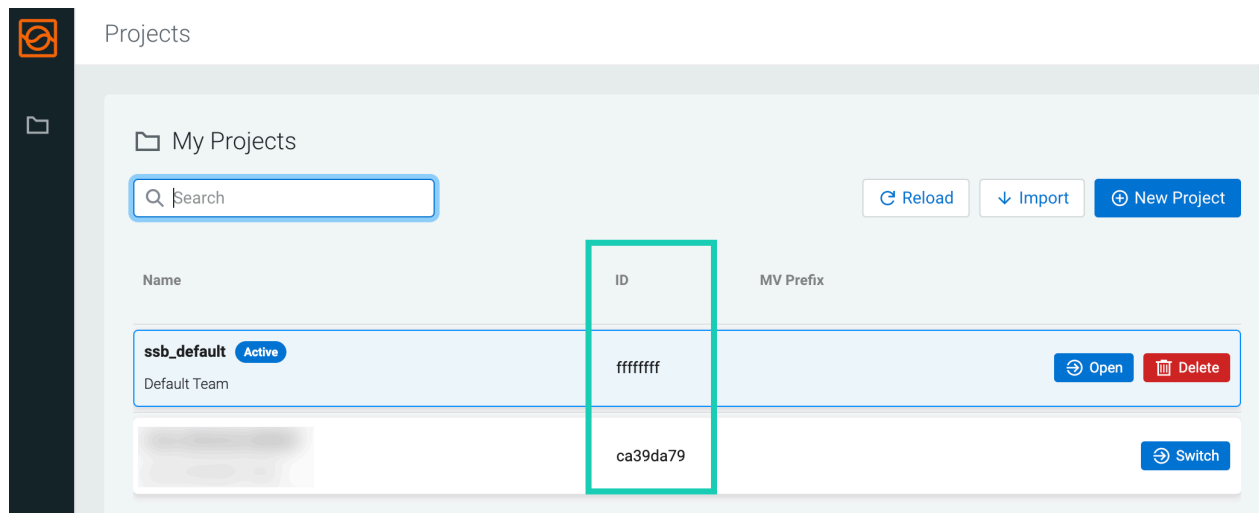 Projects
My Projects
Search
Reload
Import
New Project
Name
ID
MV Prefix
ssb_default
Active
Default Team
ffffffff
Open
Delete
ca39da79
Switch